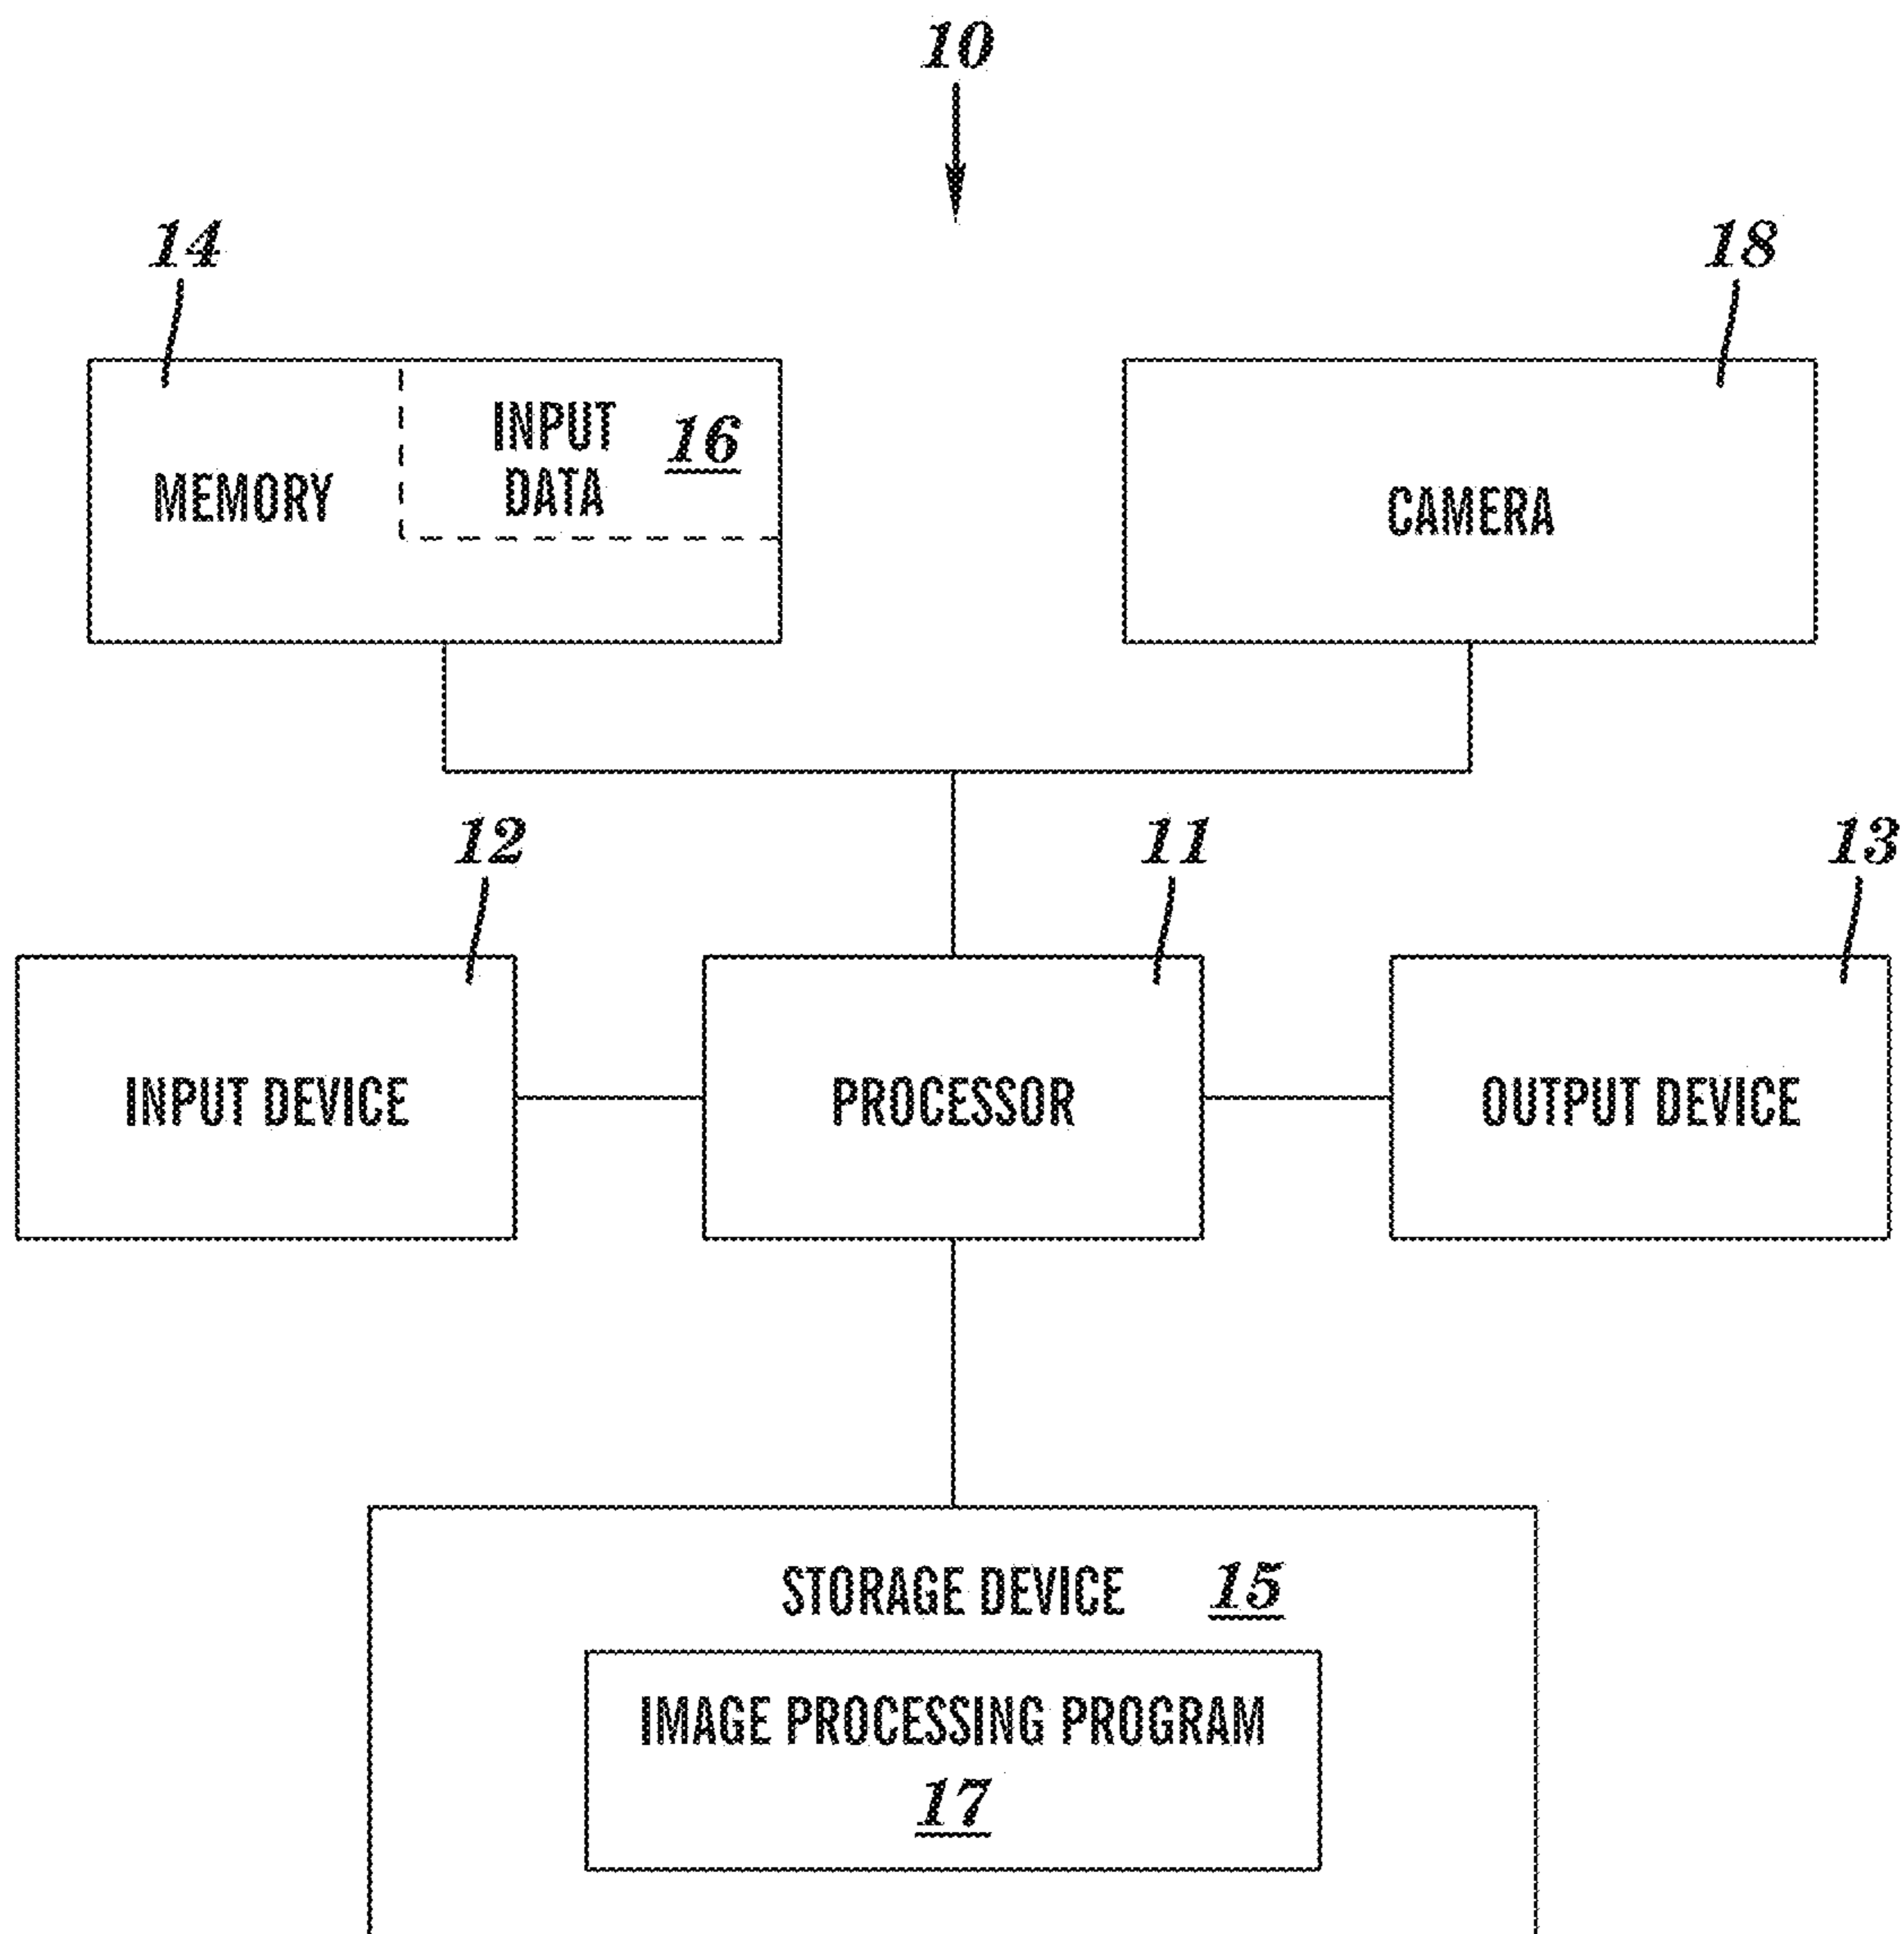 10
14
18
INPUT
DATA
16
MEMORY
CAMERA
12
11
13
INPUT DEVICE
PROCESSOR
OUTPUT DEVICE
STORAGE DEVICE 15
IMAGE PROCESSING PROGRAM
17